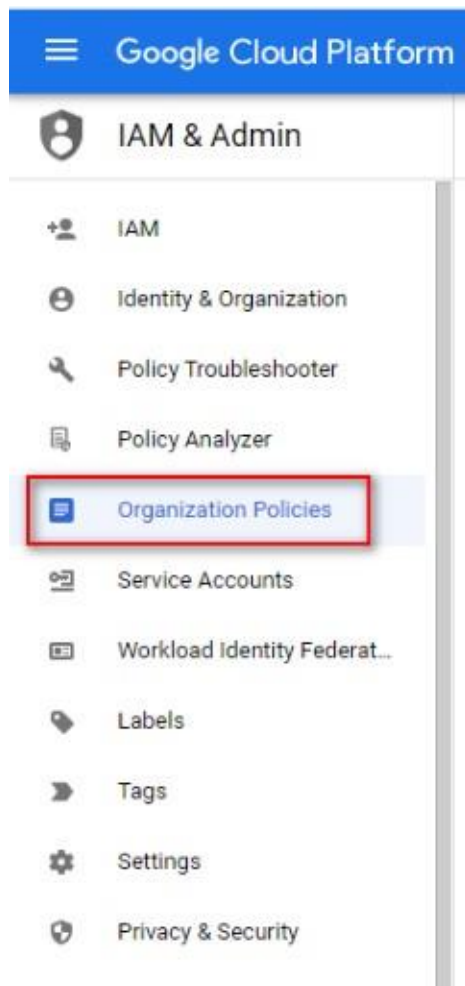 Google Cloud Platform
IAM & Admin
IAM
Identity & Organization
Policy Troubleshooter
Policy Analyzer
Organization Policies
Service Accounts
Workload Identity Federat...
Labels
Tags
Settings
Privacy & Security